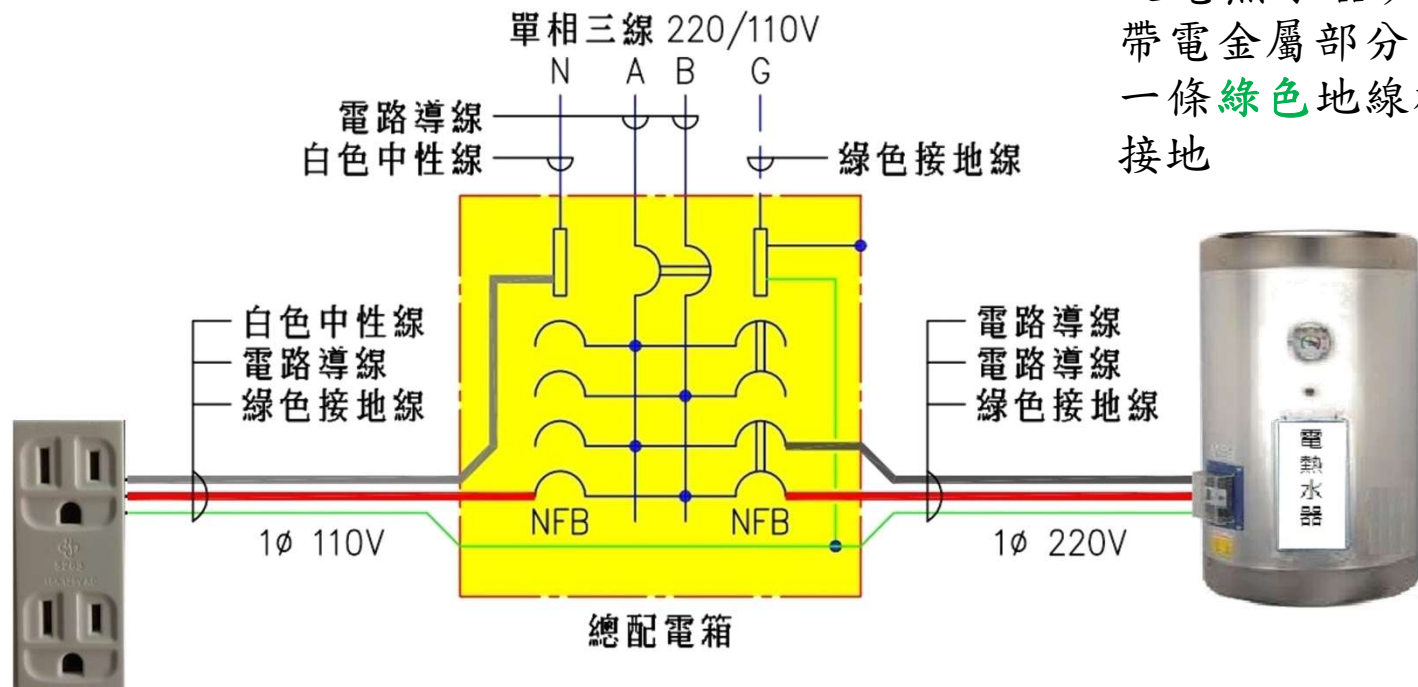 單相三線 220/110V
N A B G
電路導線
白色中性線
綠色接地線
帶電金屬部分
一條綠色地線
接地
白色中性線
電路導線
綠色接地線
電路導線
電路導線
綠色接地線
電熱水器
NFB NFB
1ø 110V
1ø 220V
總配電箱